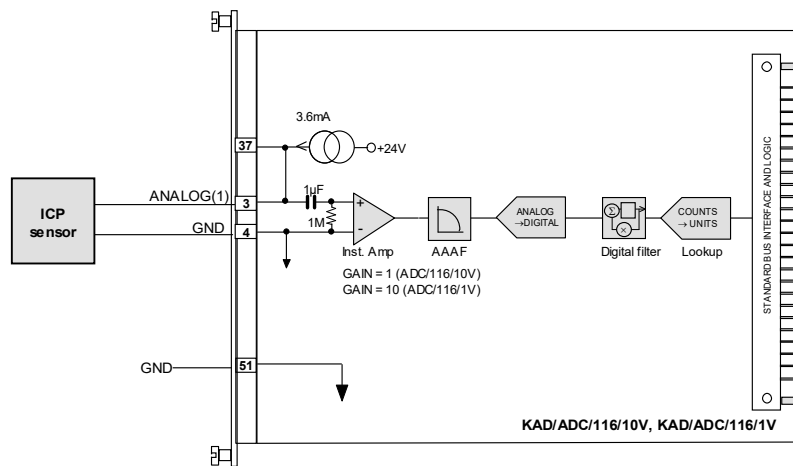 3.6mA
+24V
37
ANALOG(1)
3
1µF
1M
+
-
ICP
sensor
GND
4
Inst. Amp
GAIN = 1 (ADC/116/10V)
GAIN = 10 (ADC/116/1V)
AAAF
ANALOG
→DIGITAL
Σ
×
Digital filter
COUNTS
→UNITS
Lookup
STANDARD BUS INTERFACE AND LOGIC
GND
51
KAD/ADC/116/10V, KAD/ADC/116/1V